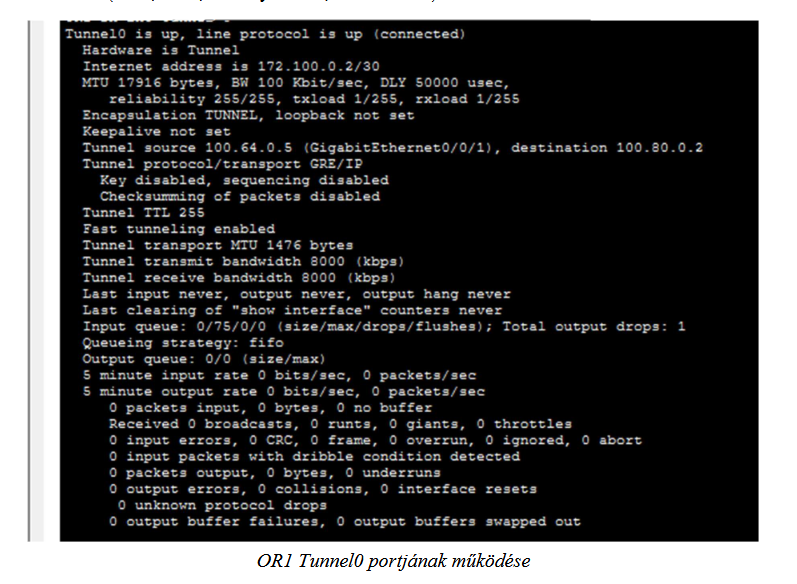 Tunnel0 is up, line protocol is up (connected)
Hardware is Tunnel
Internet address is 172.100.0.2/30
MTU 17916 bytes, BW 100 Kbit/sec, DLY 50000 usec,
reliability 255/255, txload 1/255, rxload 1/255
Encapsulation TUNNEL, loopback not set
Keepalive not set
Tunnel source 100.64.0.5 (GigabitEthernet0/0/1), destination 100.80.0.2
Tunnel protocol/transport GRE/IP
Key disabled, sequencing disabled
Checksumming of packets disabled
Tunnel TTL 255
Fast tunneling enabled
Tunnel transport MTU 1476 bytes
Tunnel transmit bandwidth 8000 (kbps)
Tunnel receive bandwidth 8000 (kbps)
Last input never, output never, output hang never
Last clearing of "show interface" counters never
Input queue: 0/75/0/0 (size/max/drops/flushes); Total output drops: 1
Queueing strategy: fifo
Output queue: 0/0 (size/max)
5 minute input rate 0 bits/sec, 0 packets/sec
5 minute output rate 0 bits/sec, 0 packets/sec
0 packets input, 0 bytes, 0 no buffer
Received 0 broadcasts, 0 runts, 0 giants, 0 throttles
0 input errors, 0 CRC, 0 frame, 0 overrun, 0 ignored, 0 abort
0 input packets with dribble condition detected
0 packets output, 0 bytes, 0 underruns
0 output errors, 0 collisions, 0 interface resets
0 unknown protocol drops
0 output buffer failures, 0 output buffers swapped out
OR1 Tunnel0 portjának működése